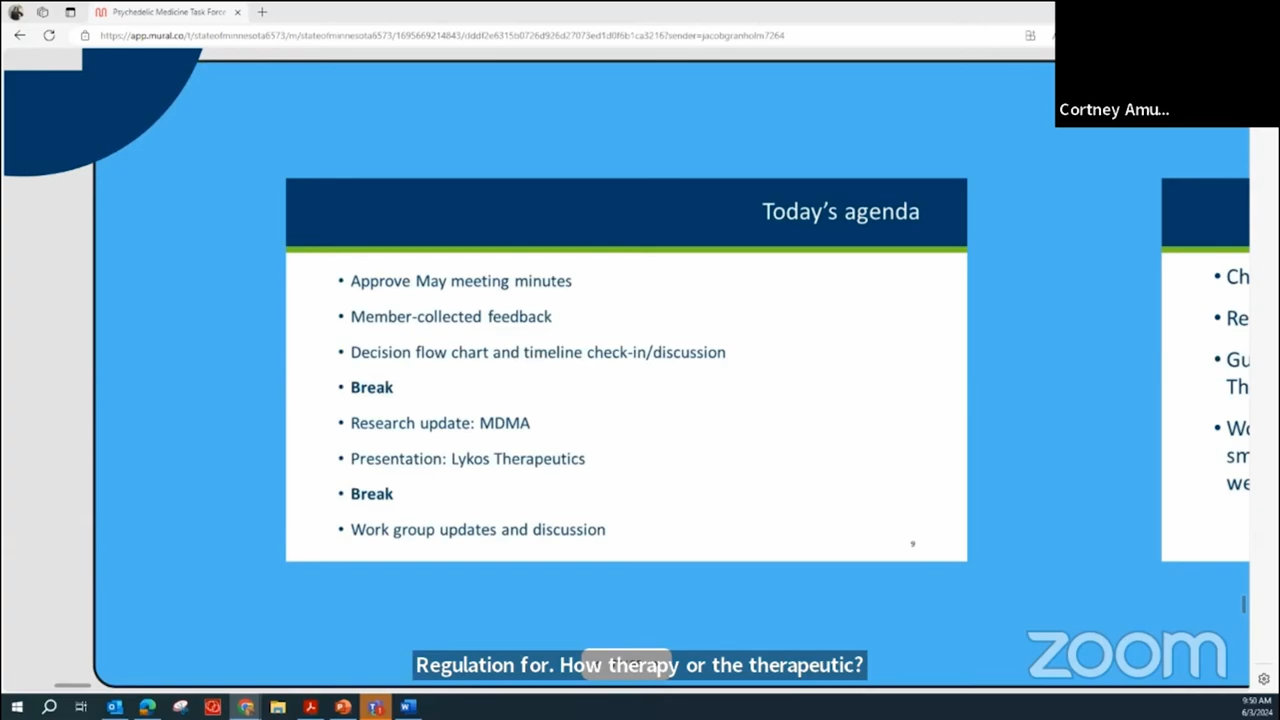 Psychedelic Medicine Task Force
https://app.mural.co/t/stateofminnesota6573/m/stateofminnesota6573/1695669214843/dddf2e6315b0726d926d27073ed1d0f6b1ca3216?sender=jacobgranholm7264
Cortney Amu...
Today's agenda
• Approve May meeting minutes
• Member-collected feedback
• Decision flow chart and timeline check-in/discussion
• Break
• Research update: MDMA
• Presentation: Lykos Therapeutics
• Break
• Work group updates and discussion
9
• Ch
• Re
• Gu
Th
• Wo
sm
we
Regulation for. How therapy or the therapeutic?
zoom
9:50 AM
6/3/2024